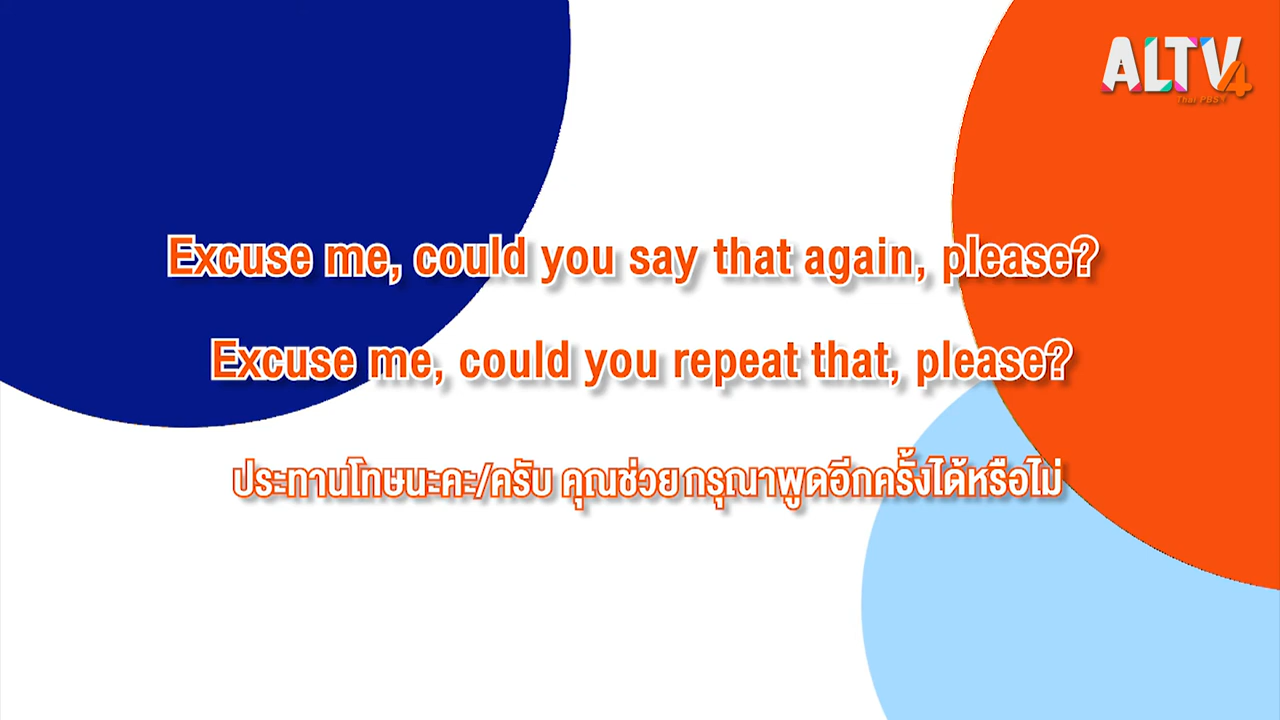 ALTV4
Thai PBS
Excuse me, could you say that again, please?
Excuse me, could you repeat that, please?
ประทานโทษนะคะ/ครับ คุณช่วยกรุณาพูดอีกครั้งได้หรือไม่